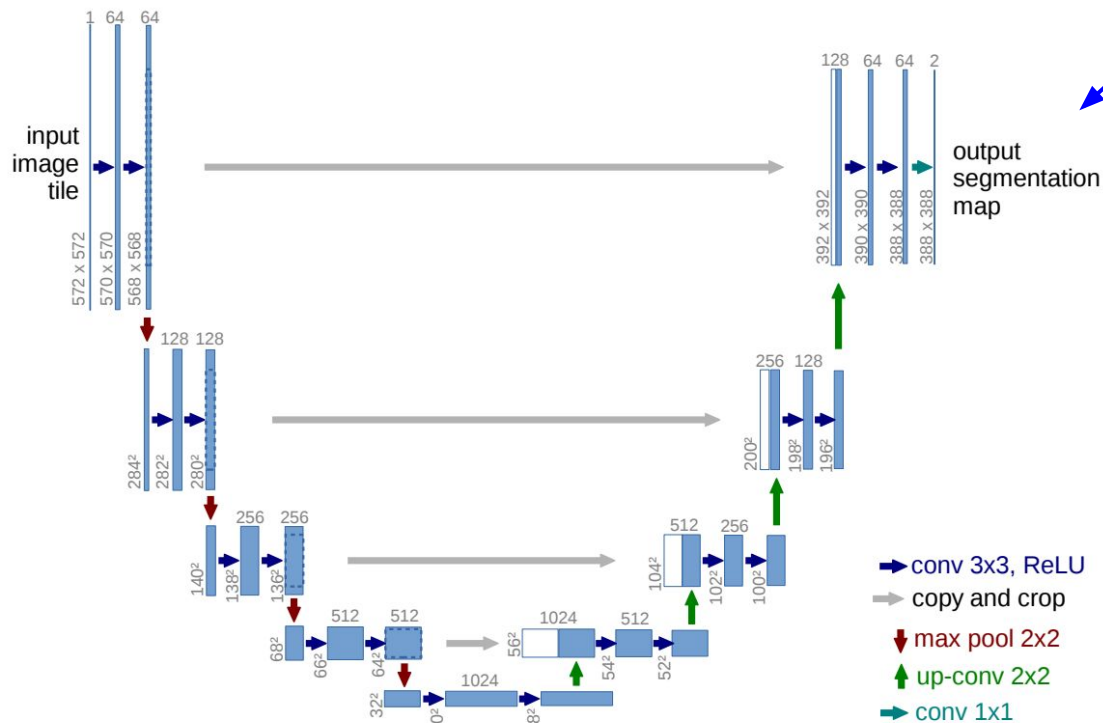 1 64 64
128 64 64 2
input
image
tile
output
segmentation
map
572 x 572
570 x 570
568 x 568
392 x 392
390 x 390
388 x 388
388 x 388
128 128
256 128
284²
282²
280²
200²
198²
196²
256 256
512 256
140²
138²
136²
104²
102²
100²
512 512
1024 512
68²
66²
64²
56²
54²
52²
1024
32²
0²
8²
conv 3x3, ReLU
copy and crop
max pool 2x2
up-conv 2x2
conv 1x1